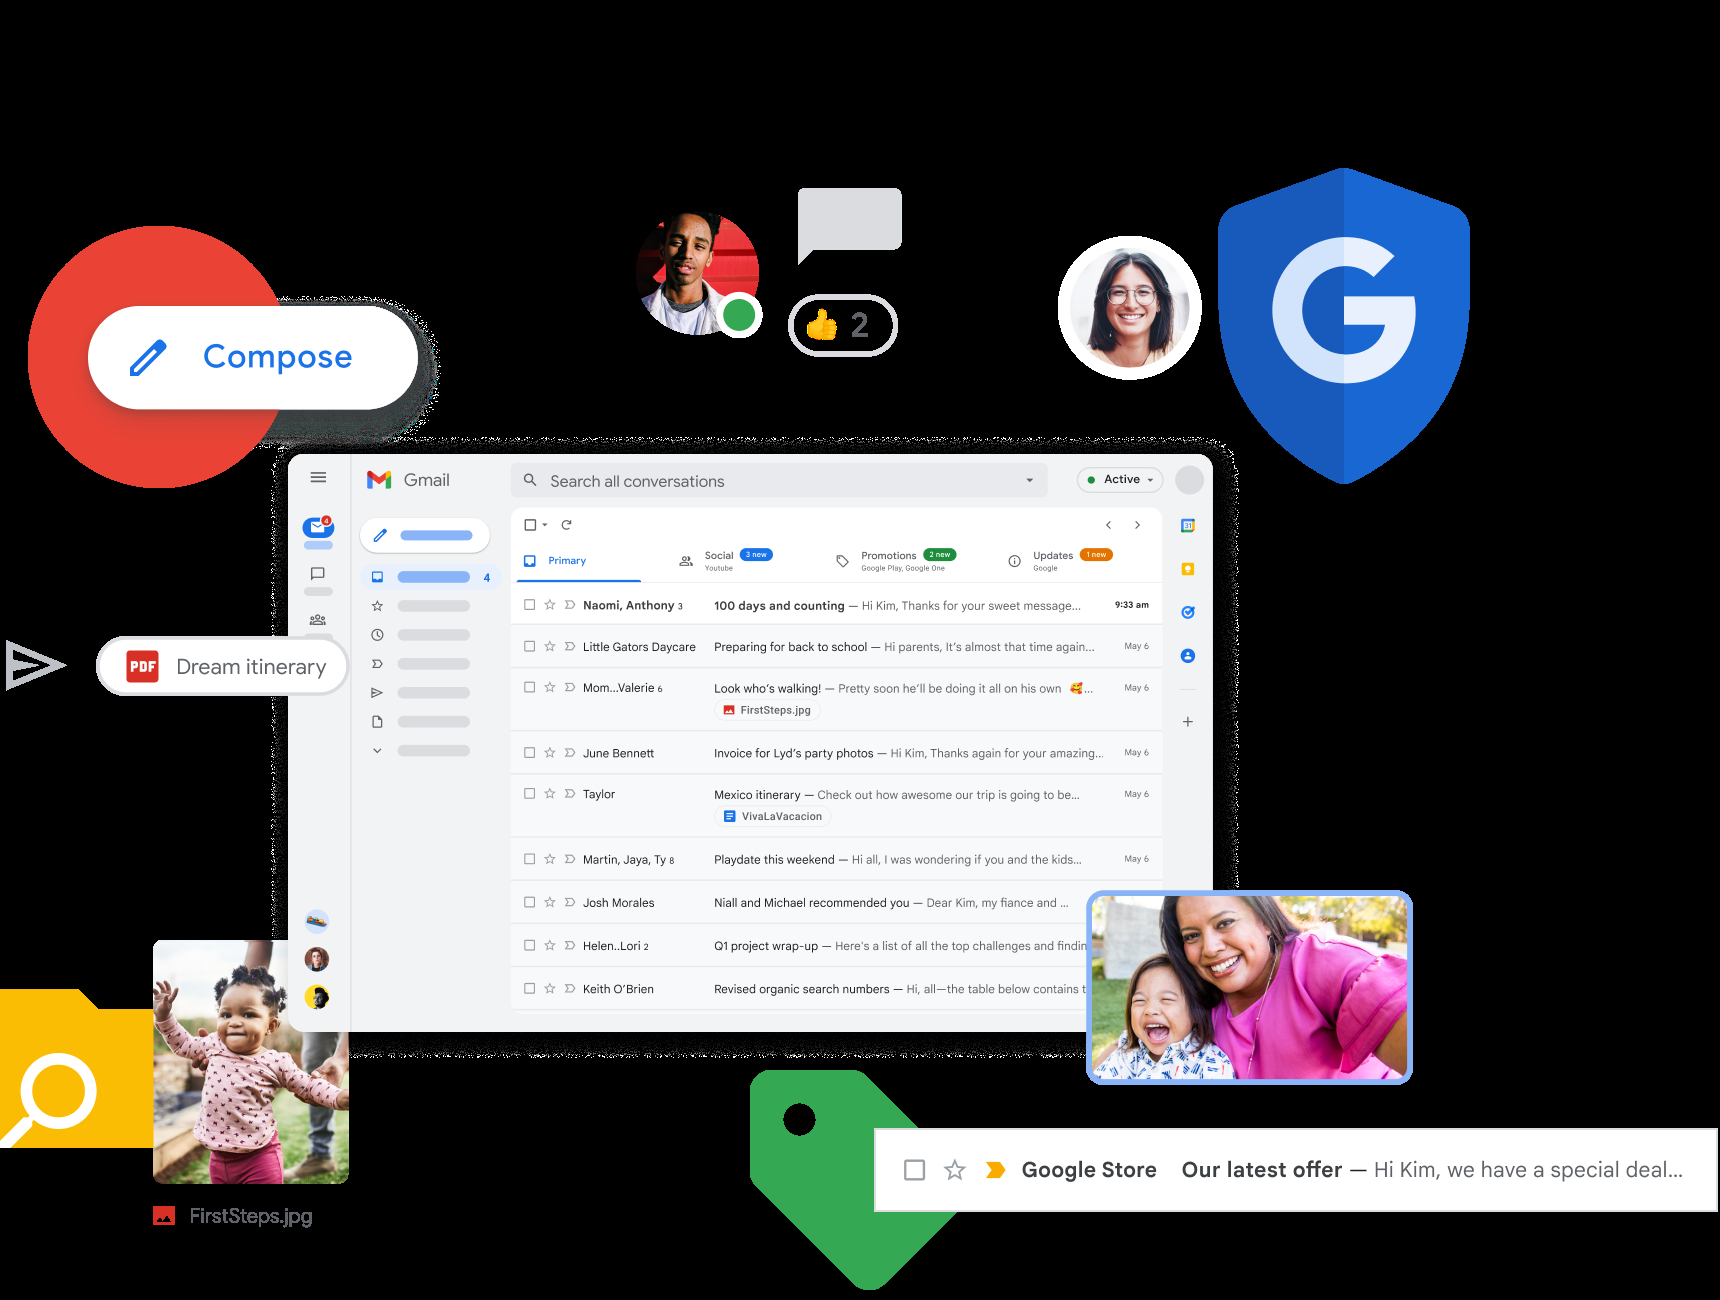 Compose
2
Gmail
Search all conversations
Active
4
31
Primary
Social 3 new
Youtube
Promotions 2 new
Google Play, Google One
Updates 1 new
Google
4
Naomi, Anthony 3 100 days and counting — Hi Kim, Thanks for your sweet message... 9:33 am
Little Gators Daycare Preparing for back to school — Hi parents, It's almost that time again... May 6
PDF Dream itinerary
Mom...Valerie 6 Look who's walking! — Pretty soon he'll be doing it all on his own 🥰... May 6
FirstSteps.jpg
June Bennett Invoice for Lyd's party photos — Hi Kim, Thanks again for your amazing... May 6
Taylor Mexico itinerary — Check out how awesome our trip is going to be... May 6
VivaLaVacacion
Martin, Jaya, Ty 8 Playdate this weekend — Hi all, I was wondering if you and the kids... May 6
Josh Morales Niall and Michael recommended you — Dear Kim, my fiance and ...
Helen..Lori 2 Q1 project wrap-up — Here's a list of all the top challenges and findin
Keith O'Brien Revised organic search numbers — Hi, all—the table below contains t
Google Store Our latest offer — Hi Kim, we have a special deal...
FirstSteps.jpg